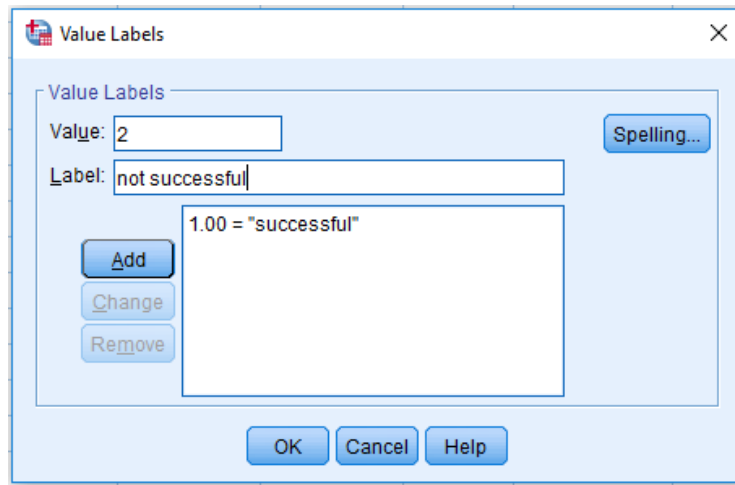 Value Labels
Value Labels
Value: 2
Spelling...
Label: not successful
1.00 = "successful"
Add
Change
Remove
OK Cancel Help